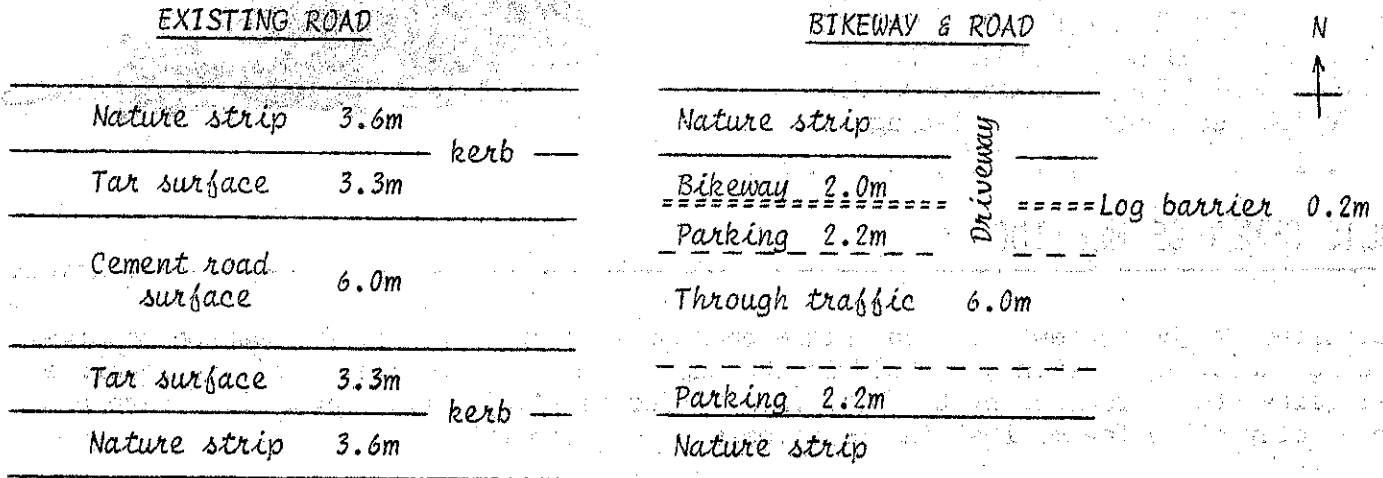 EXISTING ROAD
Nature strip 3.6m
kerb
Tar surface 3.3m
Cement road
surface 6.0m
Tar surface 3.3m
kerb
Nature strip 3.6m
BIKEWAY & ROAD
N
Nature strip
Driveway
Bikeway 2.0m
Log barrier 0.2m
Parking 2.2m
Through traffic 6.0m
Parking 2.2m
Nature strip